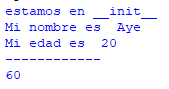 estamos en __init__
Mi nombre es  Aye
Mi edad es  20
------------
60